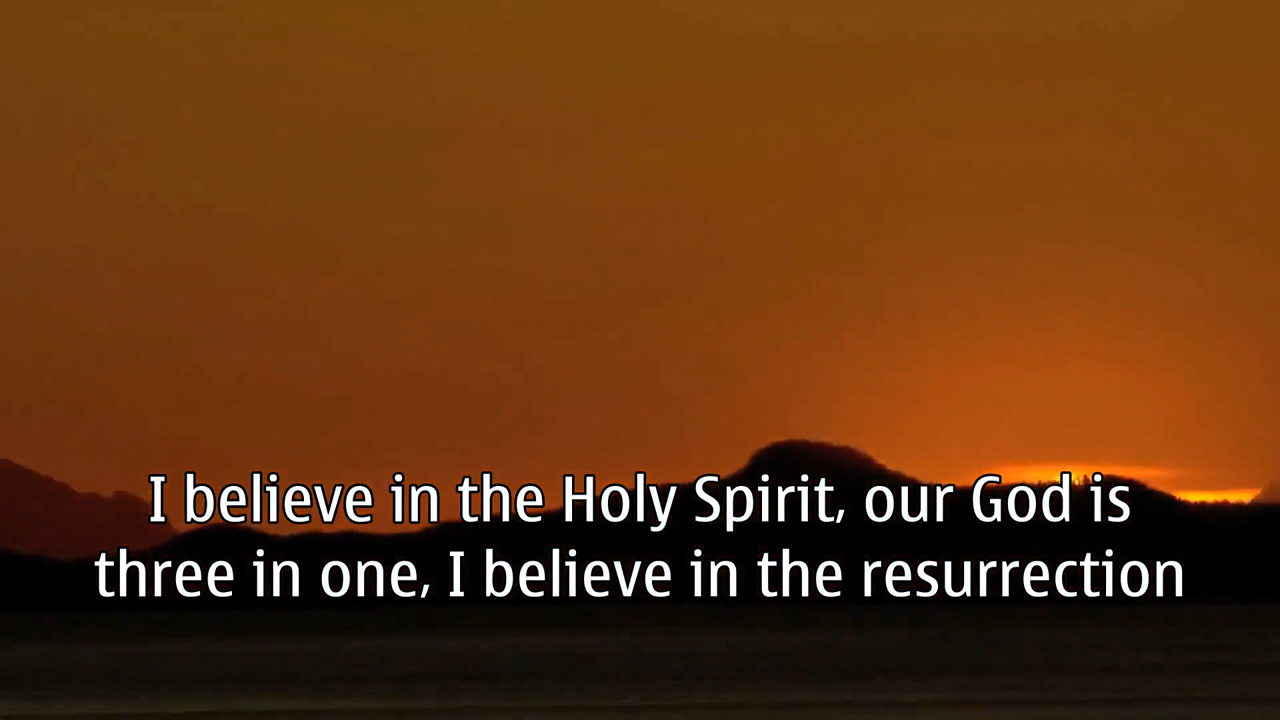 I believe in the Holy Spirit, our God is
three in one, I believe in the resurrection